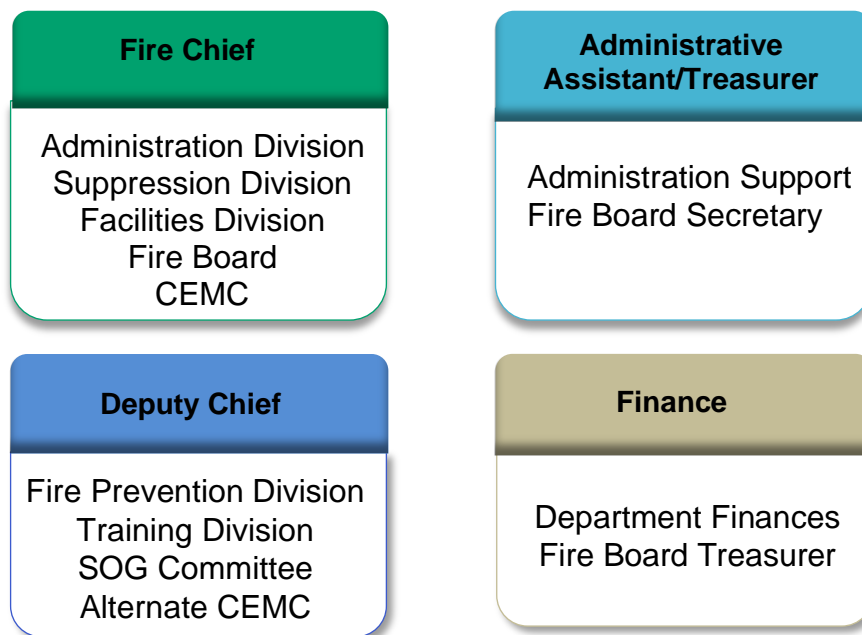 Fire Chief
Administration Division
Suppression Division
Facilities Division
Fire Board
CEMC
Administrative
Assistant/Treasurer
Administration Support
Fire Board Secretary
Deputy Chief
Fire Prevention Division
Training Division
SOG Committee
Alternate CEMC
Finance
Department Finances
Fire Board Treasurer